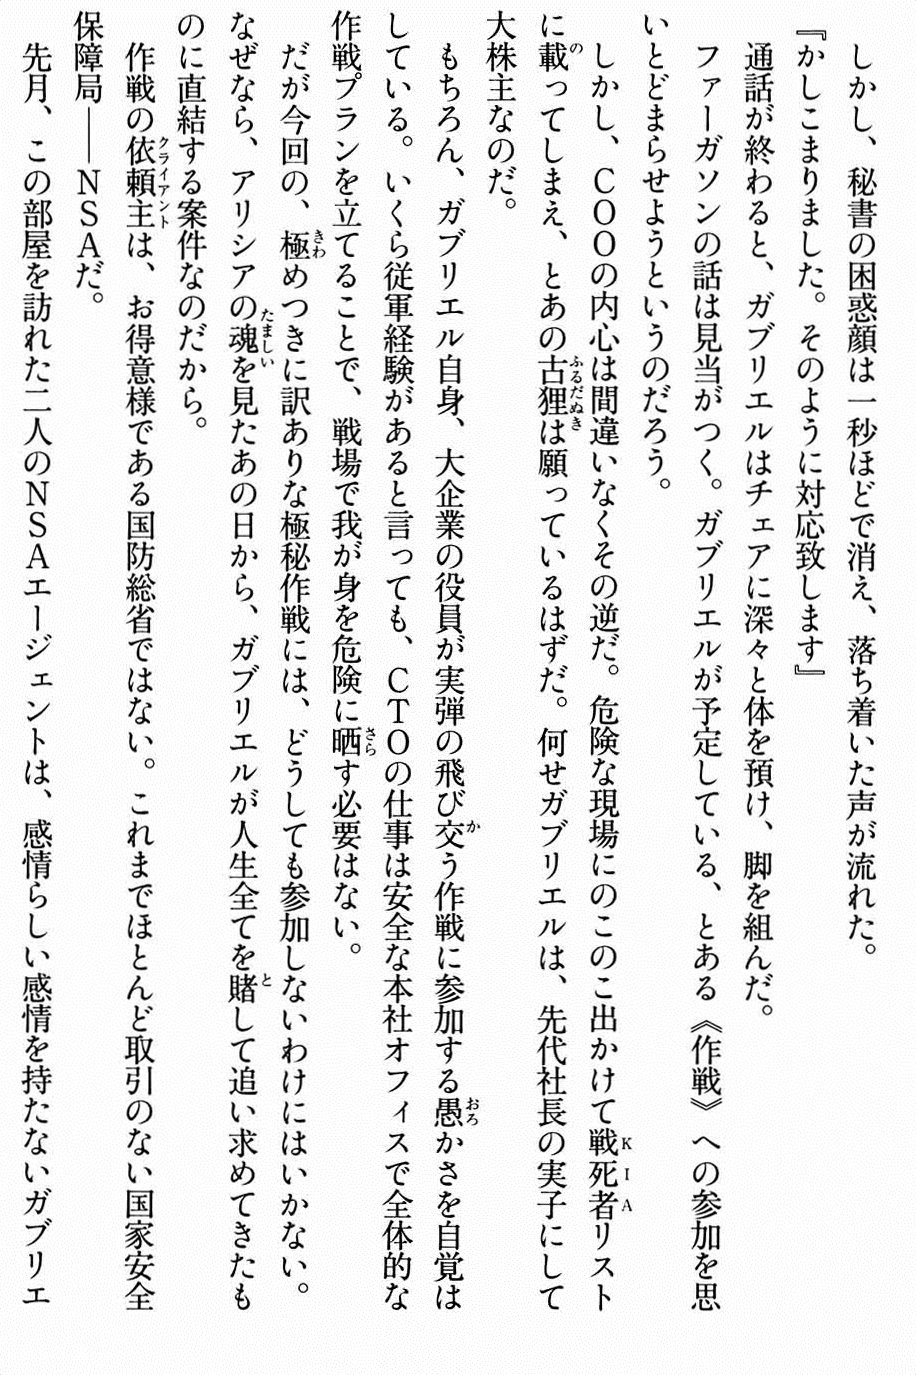 しかし、秘書の困惑顔は一秒ほどで消え、落ち着いた声が流れた。
『かしこまりました。そのように対応致します』
通話が終わると、ガブリエルはチェアに深々と体を預け、脚を組んだ。
ファーガソンの話は見当がつく。ガブリエルが予定している、とある《作戦》への参加を思
いとどまらせようというのだろう。
しかし、ＣＯＯの内心は間違いなくその逆だ。危険な現場にのこのこ出かけて戦死者リスト
に載ってしまえ、とあの古狸は願っているはずだ。何せガブリエルは、先代社長の実子にして
大株主なのだ。
もちろん、ガブリエル自身、大企業の役員が実弾の飛び交う作戦に参加する愚かさを自覚は
している。いくら従軍経験があると言っても、ＣＴＯの仕事は安全な本社オフィスで全体的な
作戦プランを立てることで、戦場で我が身を危険に晒す必要はない。
だが今回の、極めつきに訳ありな極秘作戦には、どうしても参加しないわけにはいかない。
なぜなら、アリシアの魂を見たあの日から、ガブリエルが人生全てを賭して追い求めてきたも
のに直結する案件なのだから。
作戦の依頼主は、お得意様である国防総省ではない。これまでほとんど取引のない国家安全
保障局――ＮＳＡだ。
先月、この部屋を訪れた二人のＮＳＡエージェントは、感情らしい感情を持たないガブリエ